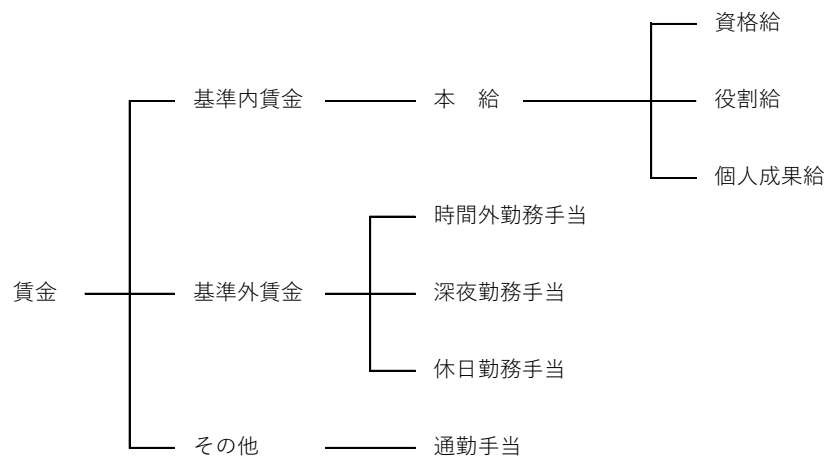 資格給
基準内賃金 本　給 役割給
個人成果給
時間外勤務手当
賃金 基準外賃金 深夜勤務手当
休日勤務手当
その他 通勤手当